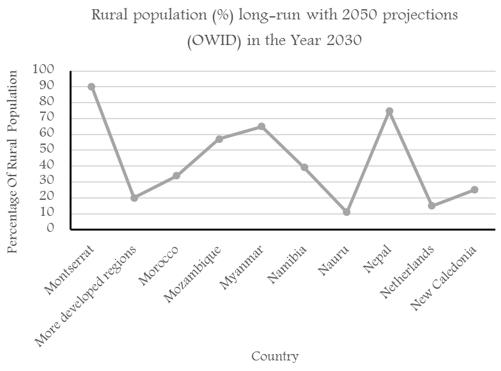 Rural population (%) long-run with 2050 projections
(OWID) in the Year 2030
Percentage Of Rural Population
100
90
80
70
60
50
40
30
20
10
0
Montserrat
More developed regions
Morocco
Mozambique
Myanmar
Namibia
Nauru
Nepal
Netherlands
New Caledonia
Country